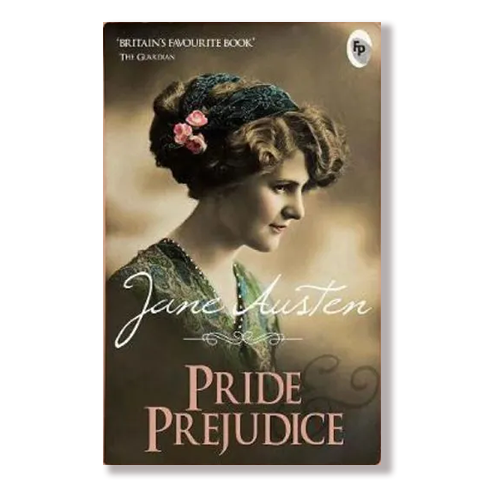 'BRITAIN'S FAVOURITE BOOK'
THE GUARDIAN
FP
Jane Austen
PRIDE &
PREJUDICE